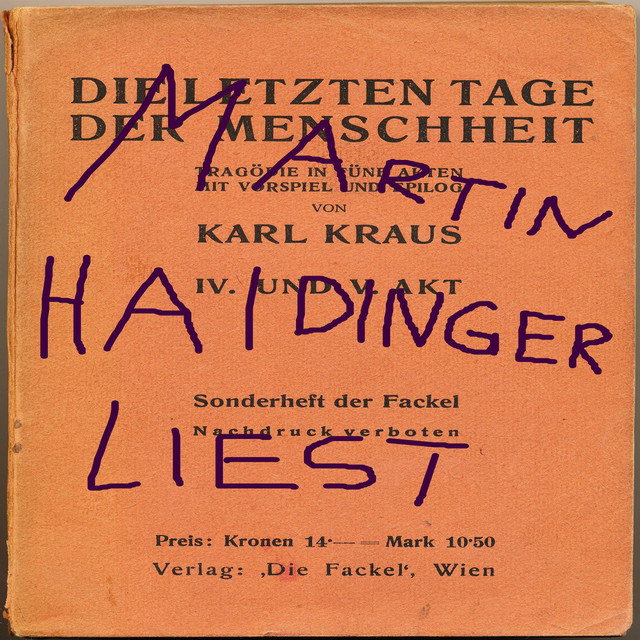 DIE LETZTEN TAGE
DER MENSCHHEIT
MARTIN
TRAGÖDIE IN FÜNF AKTEN
MIT VORSPIEL UND EPILOG
VON
KARL KRAUS
HAIDINGER
IV. UND V. AKT
Sonderheft der Fackel
Nachdruck verboten
LIEST
Preis: Kronen 14·— = Mark 10·50
Verlag: ‚Die Fackel‘, Wien